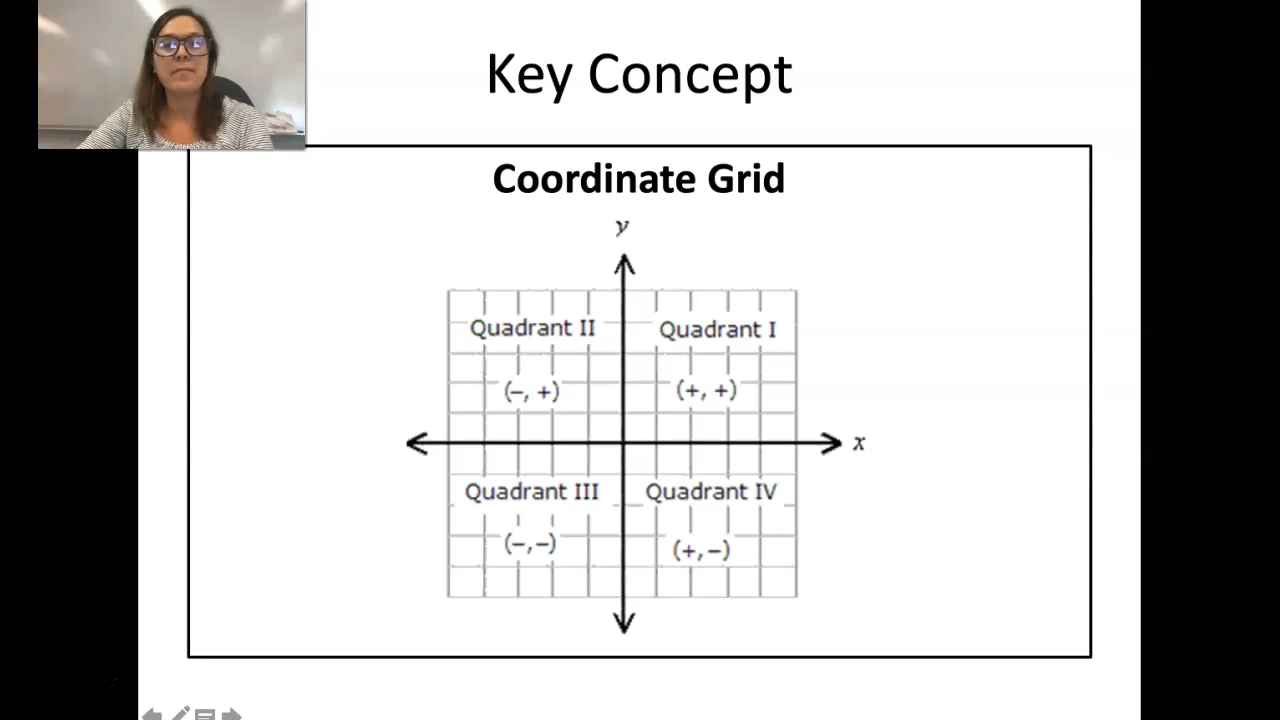 Key Concept
Coordinate Grid
y
Quadrant II
Quadrant I
(–, +)
(+, +)
x
Quadrant III
Quadrant IV
(–,–)
(+,–)